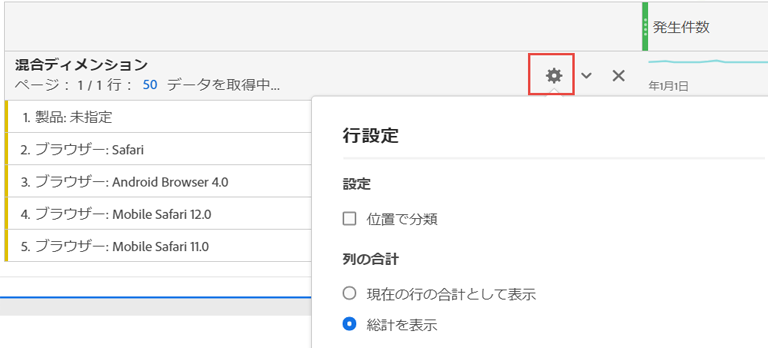 発生件数
混合ディメンション
ページ： 1 / 1 行： 50 データを取得中...
年1月1日
1. 製品: 未指定
2. ブラウザー: Safari
3. ブラウザー: Android Browser 4.0
4. ブラウザー: Mobile Safari 12.0
5. ブラウザー: Mobile Safari 11.0
行設定
設定
位置で分類
列の合計
現在の行の合計として表示
総計を表示